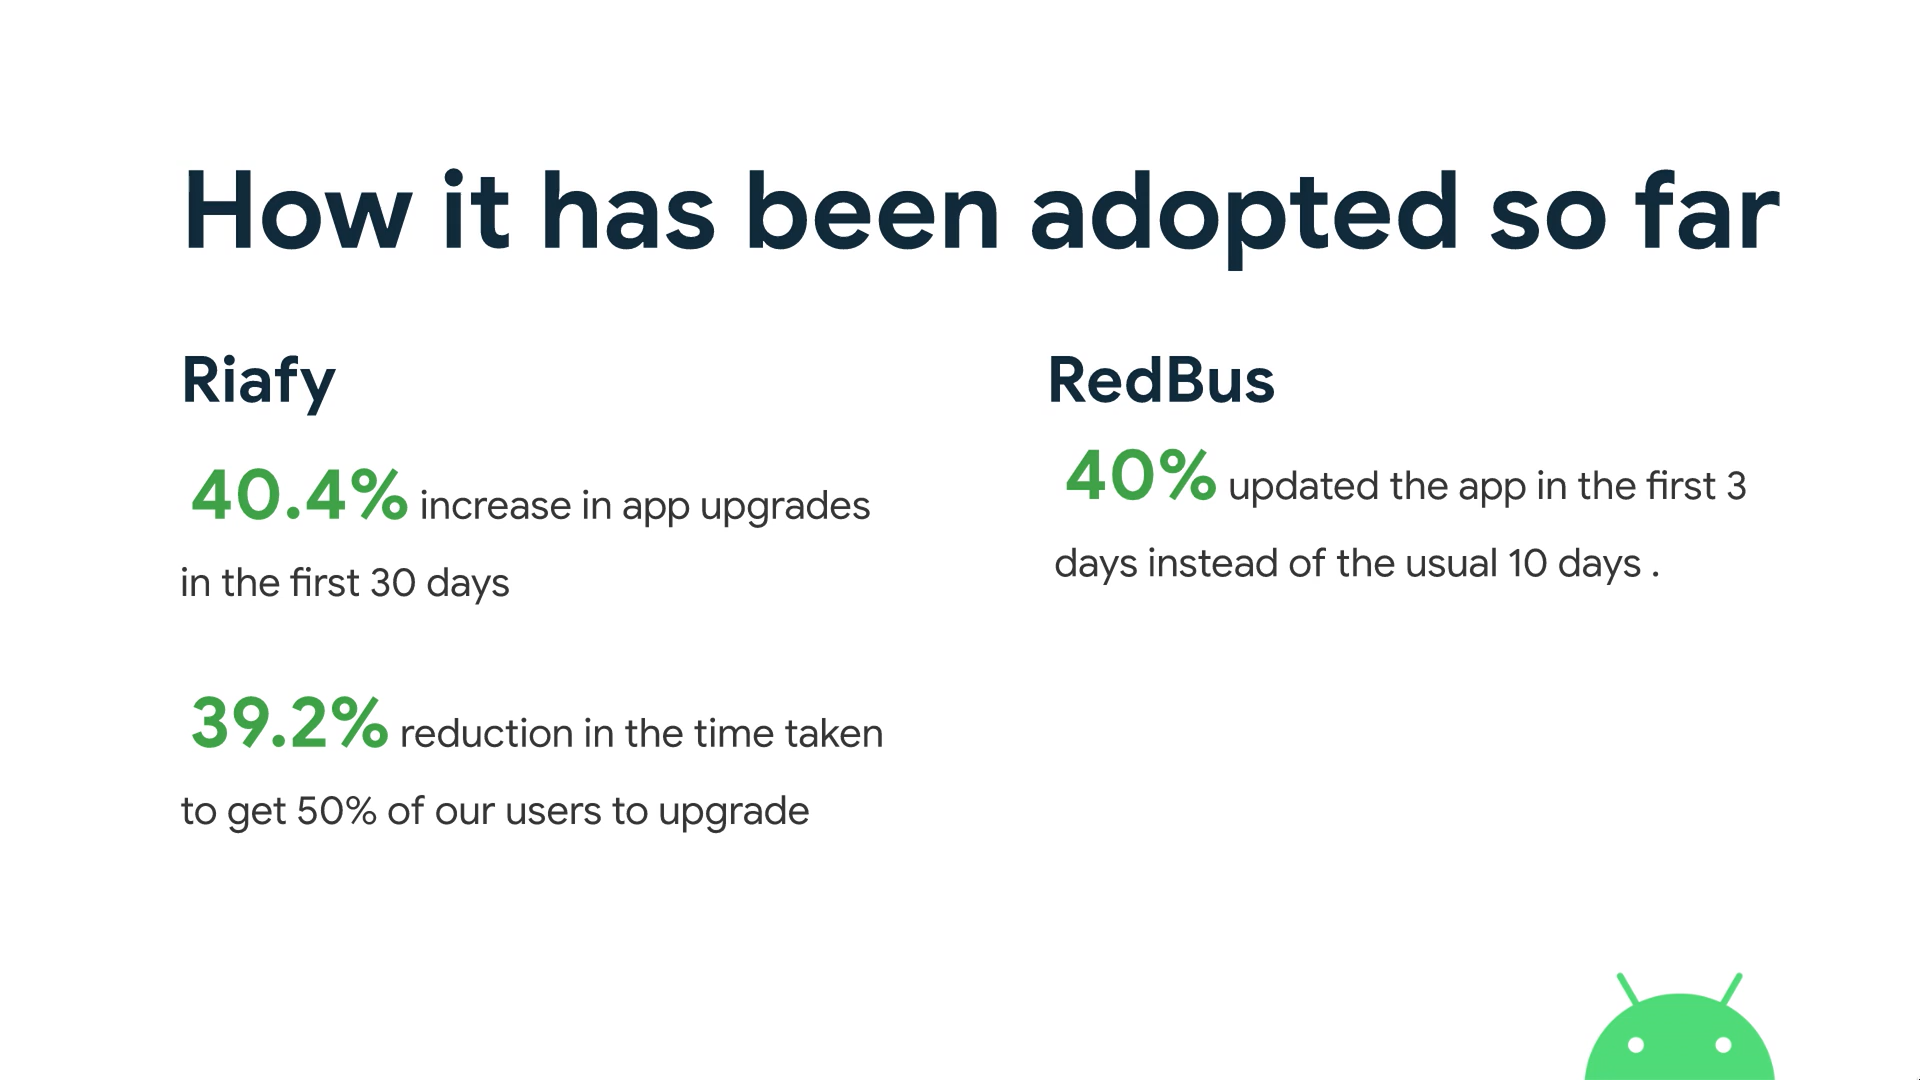 How it has been adopted so far
Riafy
40.4% increase in app upgrades
in the first 30 days
39.2% reduction in the time taken
to get 50% of our users to upgrade
RedBus
40% updated the app in the first 3
days instead of the usual 10 days .